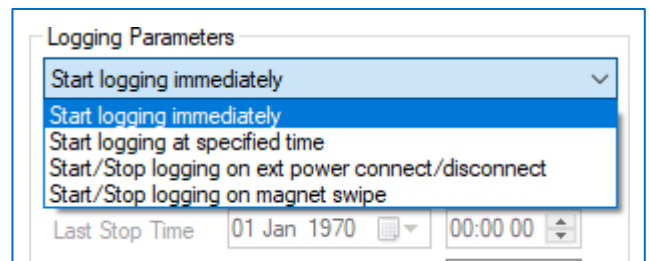 Logging Parameters
Start logging immediately
Start logging immediately
Start logging at specified time
Start/Stop logging on ext power connect/disconnect
Start/Stop logging on magnet swipe
Last Stop Time 01 Jan 1970 00:00 00